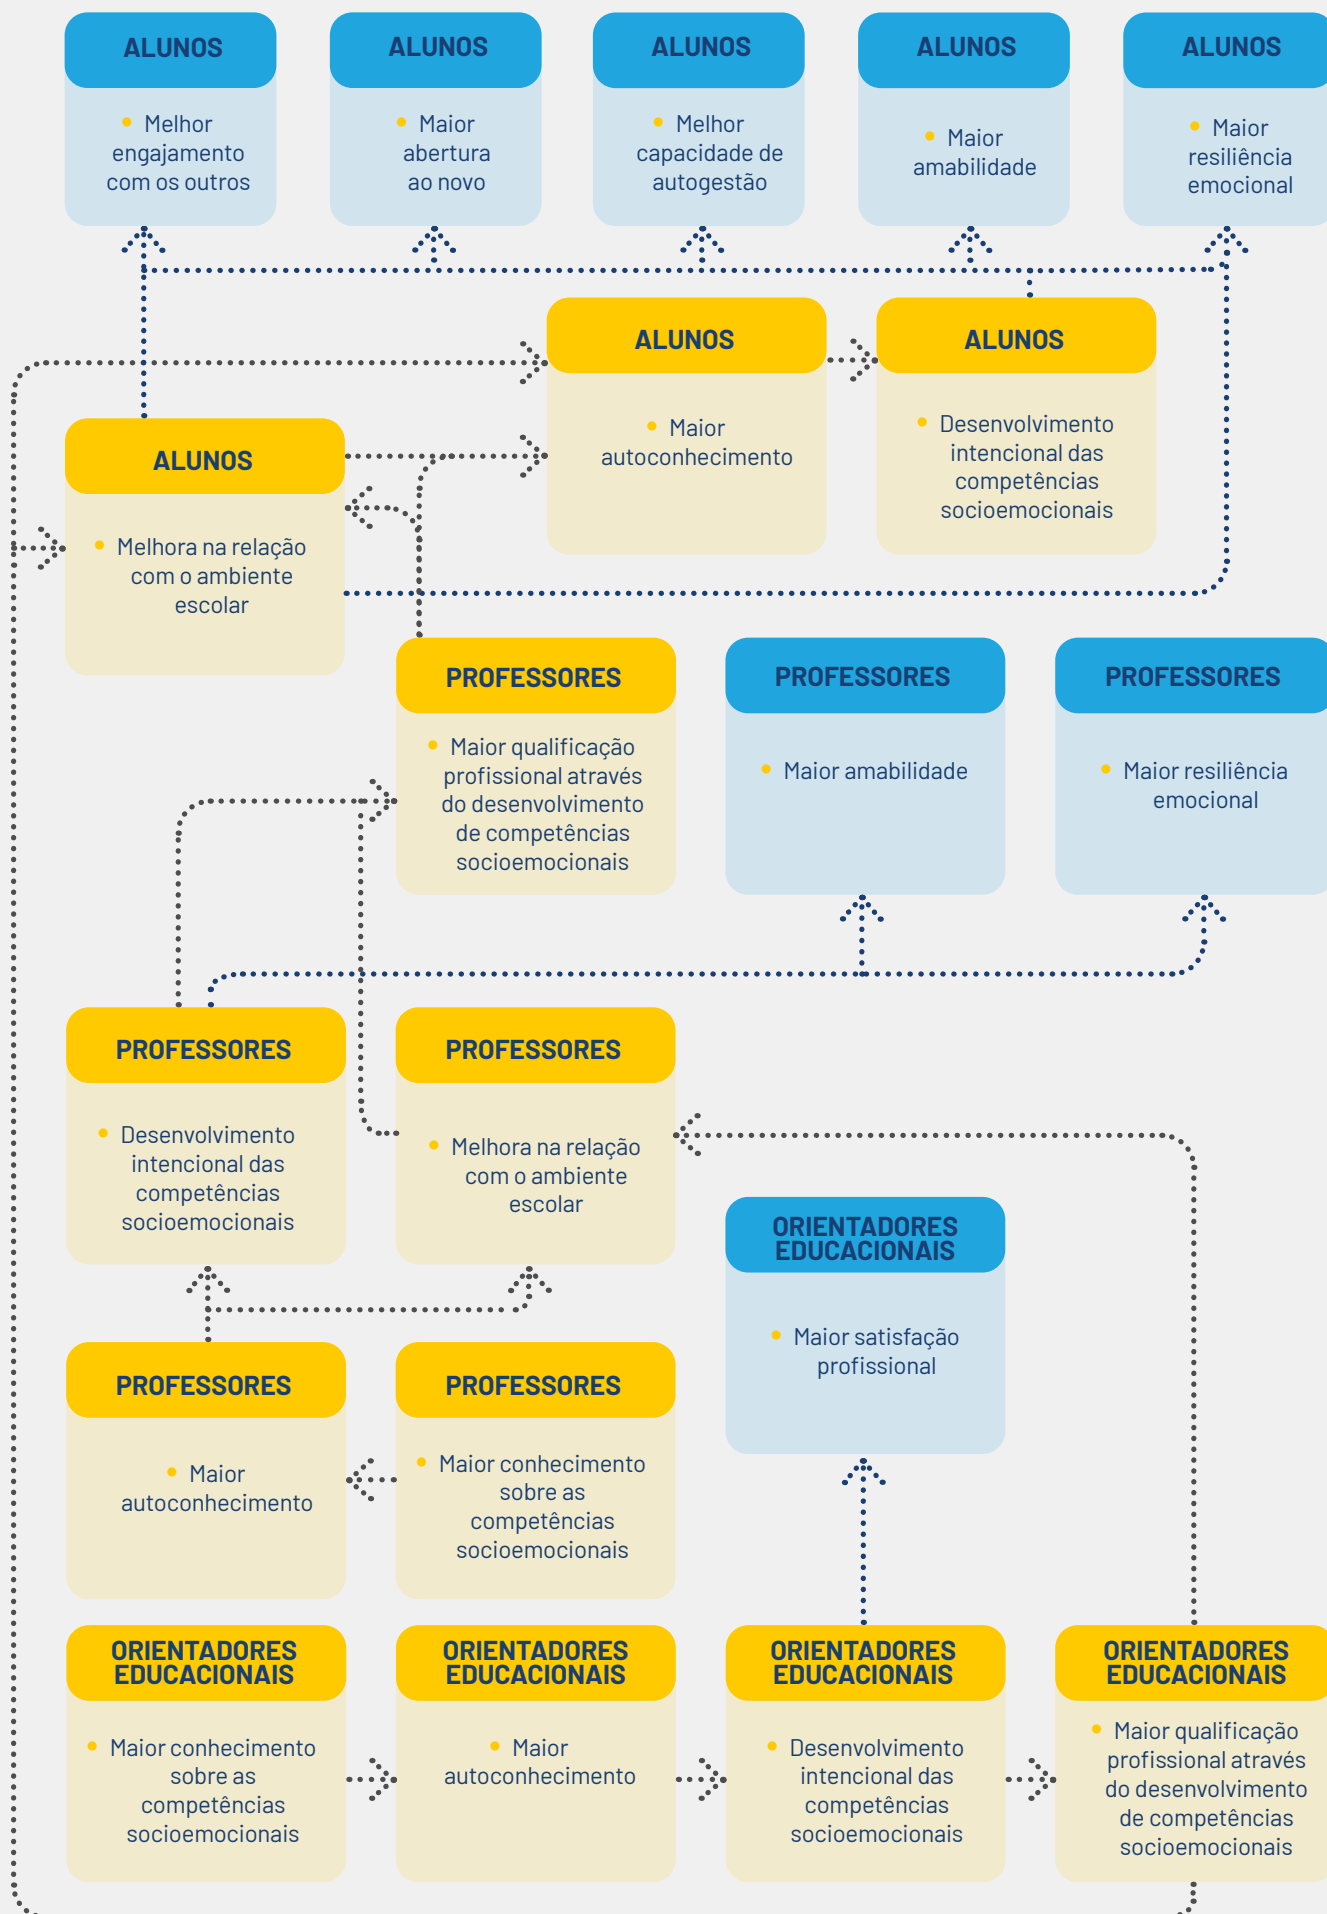 ALUNOS
• Melhor
engajamento
com os outros
ALUNOS
• Maior
abertura
ao novo
ALUNOS
• Melhor
capacidade de
autogestão
ALUNOS
• Maior
amabilidade
ALUNOS
• Maior
resiliência
emocional
ALUNOS
• Maior
autoconhecimento
ALUNOS
• Desenvolvimento
intencional das
competências
socioemocionais
ALUNOS
• Melhora na relação
com o ambiente
escolar
PROFESSORES
• Maior qualificação
profissional através
do desenvolvimento
de competências
socioemocionais
PROFESSORES
• Maior amabilidade
PROFESSORES
• Maior resiliência
emocional
PROFESSORES
• Desenvolvimento
intencional das
competências
socioemocionais
PROFESSORES
• Melhora na relação
com o ambiente
escolar
ORIENTADORES
EDUCACIONAIS
• Maior satisfação
profissional
PROFESSORES
• Maior
autoconhecimento
PROFESSORES
• Maior conhecimento
sobre as
competências
socioemocionais
ORIENTADORES
EDUCACIONAIS
• Maior conhecimento
sobre as
competências
socioemocionais
ORIENTADORES
EDUCACIONAIS
• Maior
autoconhecimento
ORIENTADORES
EDUCACIONAIS
• Desenvolvimento
intencional das
competências
socioemocionais
ORIENTADORES
EDUCACIONAIS
• Maior qualificação
profissional através
do desenvolvimento
de competências
socioemocionais